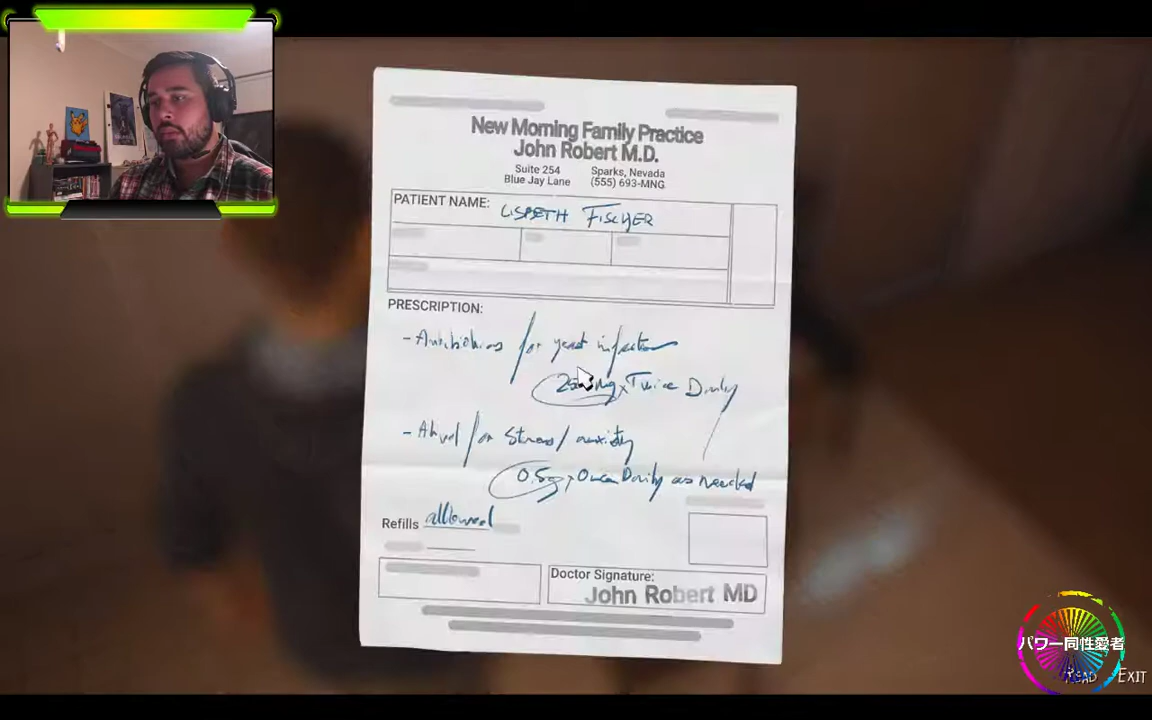 New Morning Family Practice
John Robert M.D.
Suite 254
Blue Jay Lane
Sparks, Nevada
(555) 693-MNG
PATIENT NAME: LISBETH FISCHER
PRESCRIPTION:
- Antibiotics for yeast infection
Twice Daily
for Stress/anxiety
Once Daily as needed
Refills allowed
Doctor Signature:
John Robert MD
パワー同性愛者
READ EXIT